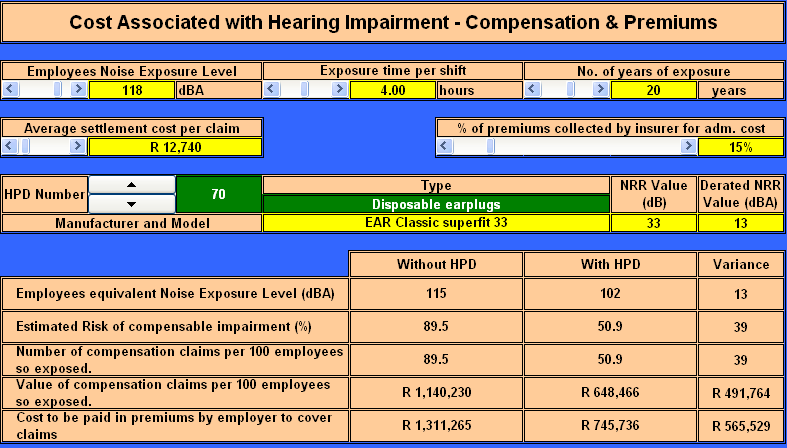 Cost Associated with Hearing Impairment - Compensation & Premiums
Employees Noise Exposure Level
118 dBA
Exposure time per shift
4.00 hours
No. of years of exposure
20 years
Average settlement cost per claim
R 12,740
% of premiums collected by insurer for adm. cost
15%
HPD Number 70
Type
Disposable earplugs
NRR Value
(dB)
Derated NRR
Value (dBA)
Manufacturer and Model EAR Classic superfit 33 33 13
Without HPD With HPD Variance
Employees equivalent Noise Exposure Level (dBA) 115 102 13
Estimated Risk of compensable impairment (%) 89.5 50.9 39
Number of compensation claims per 100 employees
so exposed. 89.5 50.9 39
Value of compensation claims per 100 employees
so exposed. R 1,140,230 R 648,466 R 491,764
Cost to be paid in premiums by employer to cover
claims R 1,311,265 R 745,736 R 565,529